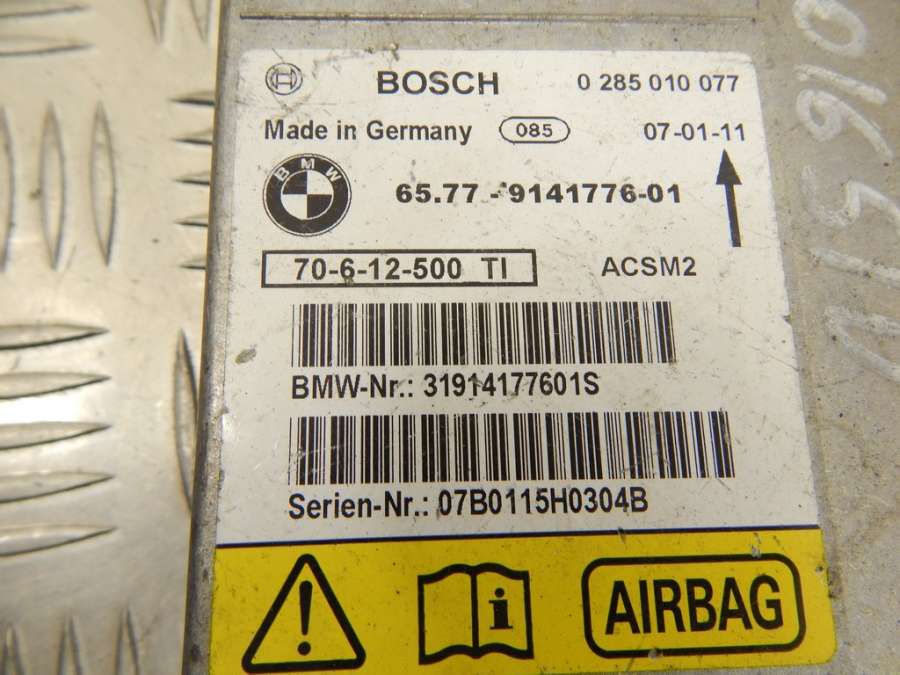 BOSCH 0 285 010 077
Made in Germany 085 07-01-11
BMW
65.77 - 9141776-01
70-6-12-500 TI ACSM2
BMW-Nr.: 31914177601S
Serien-Nr.: 07B0115H0304B
i AIRBAG